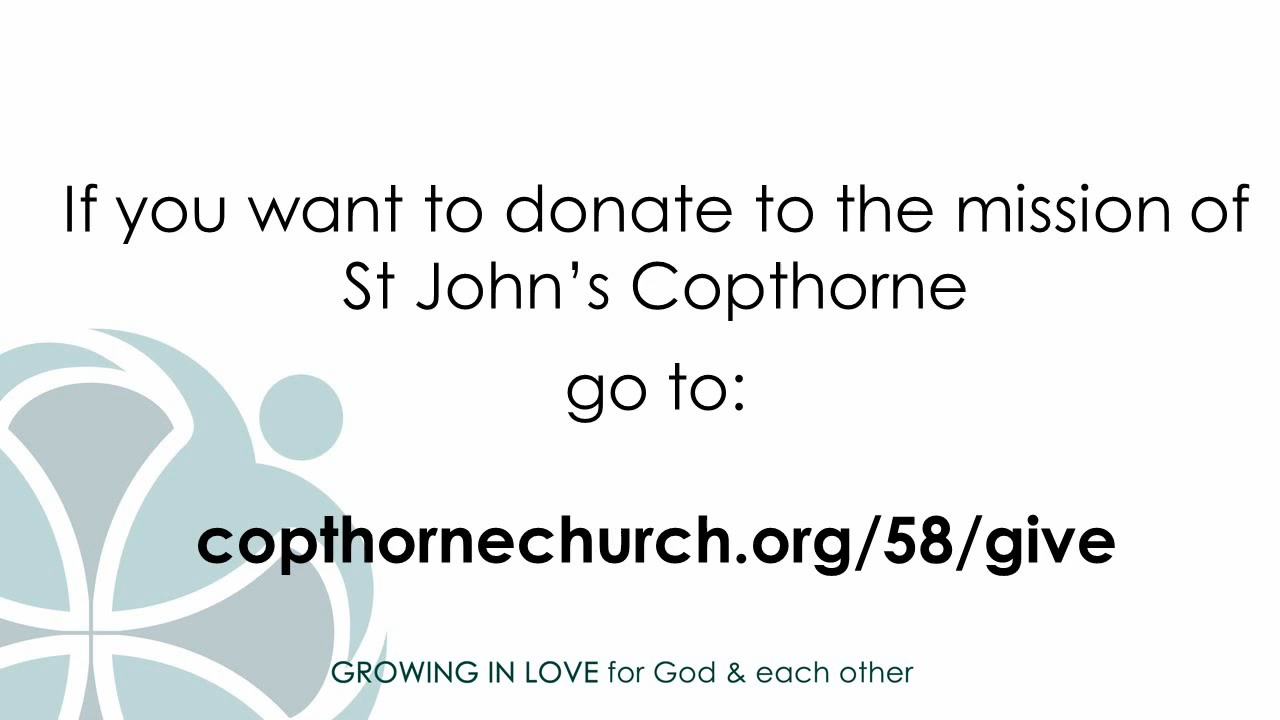 If you want to donate to the mission of
St John’s Copthorne
go to:
copthornechurch.org/58/give
GROWING IN LOVE for God & each other